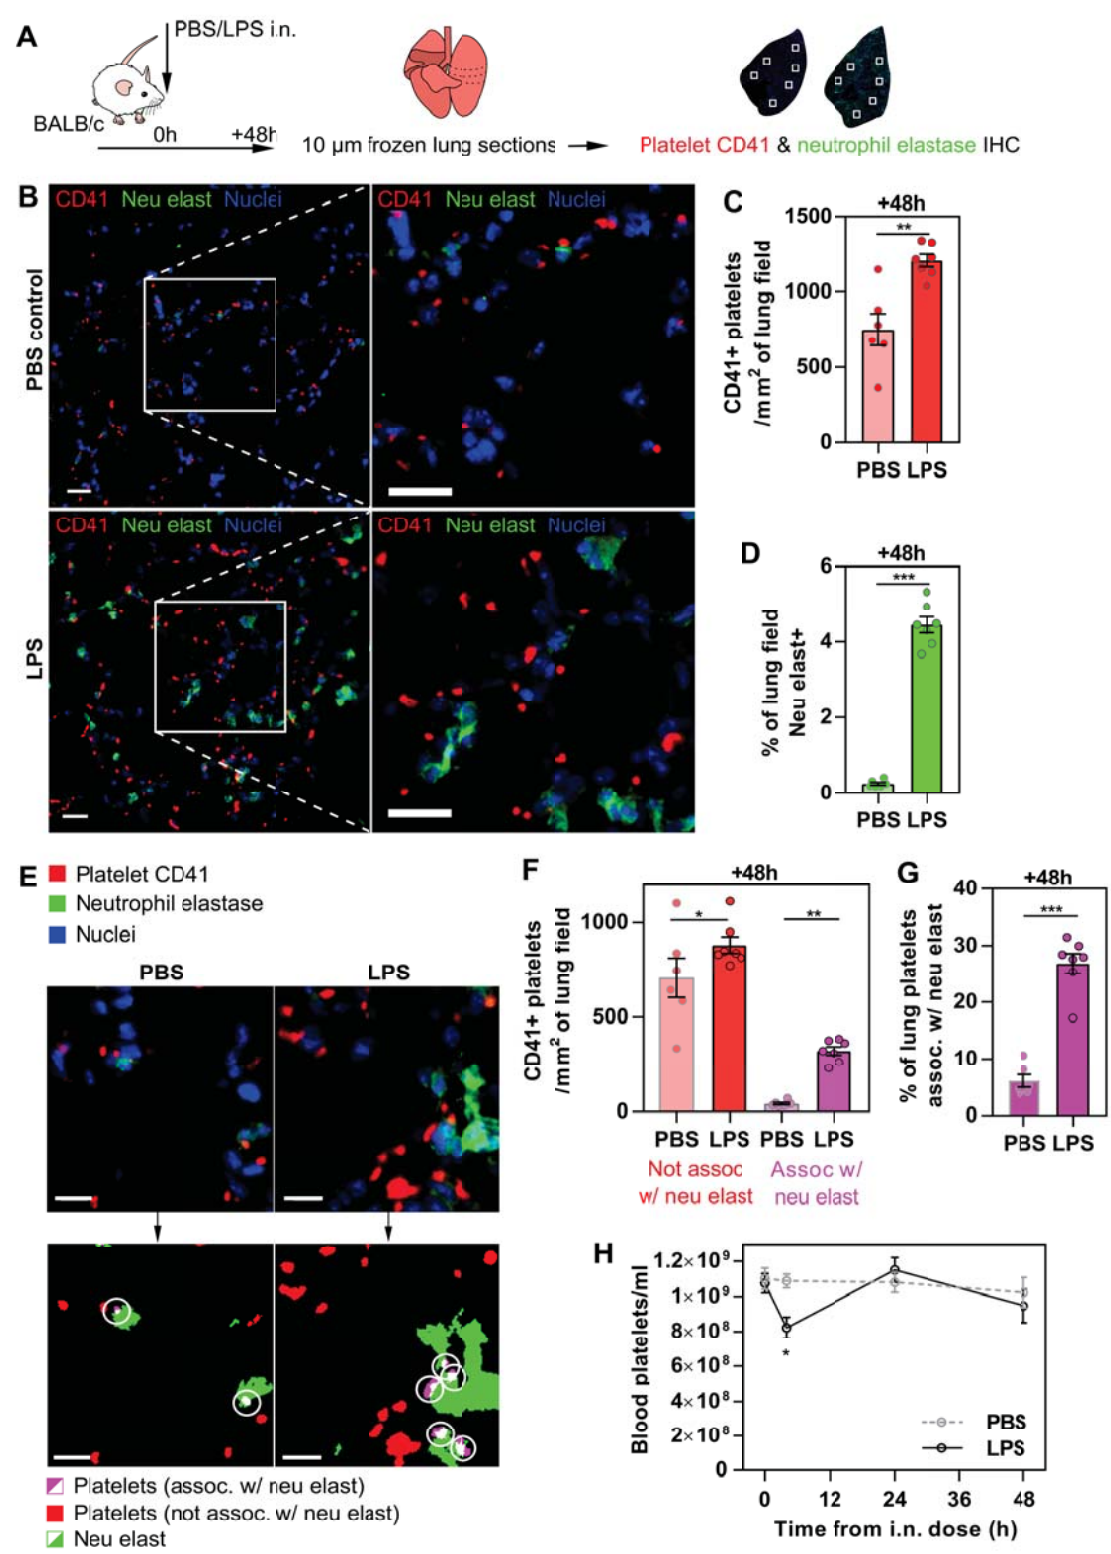 A
PBS/LPS i.n.
BALB/c
0h
+48h
10 µm frozen lung sections
Platelet CD41 & neutrophil elastase IHC
B
CD41 Neu elast Nuclei
CD41 Neu elast Nuclei
PBS control
CD41 Neu elast Nuclei
CD41 Neu elast Nuclei
LPS
C
+48h
**
CD41+ platelets
/mm² of lung field
1500
1000
500
0
PBS LPS
D
+48h
***
% of lung field
Neu elast+
6
4
2
0
PBS LPS
E
Platelet CD41
Neutrophil elastase
Nuclei
PBS
LPS
Platelets (assoc. w/ neu elast)
Platelets (not assoc. w/ neu elast)
Neu elast
F
+48h
*
**
CD41+ platelets
/mm² of lung field
1000
500
0
PBS LPS PBS LPS
Not assoc
w/ neu elast
Assoc w/
neu elast
G
+48h
***
% of lung platelets
assoc. w/ neu elast
40
30
20
10
0
PBS LPS
H
Blood platelets/ml
1.2×10⁹
1×10⁹
8×10⁸
6×10⁸
4×10⁸
2×10⁸
0
*
PBS
LPS
0 12 24 36 48
Time from i.n. dose (h)